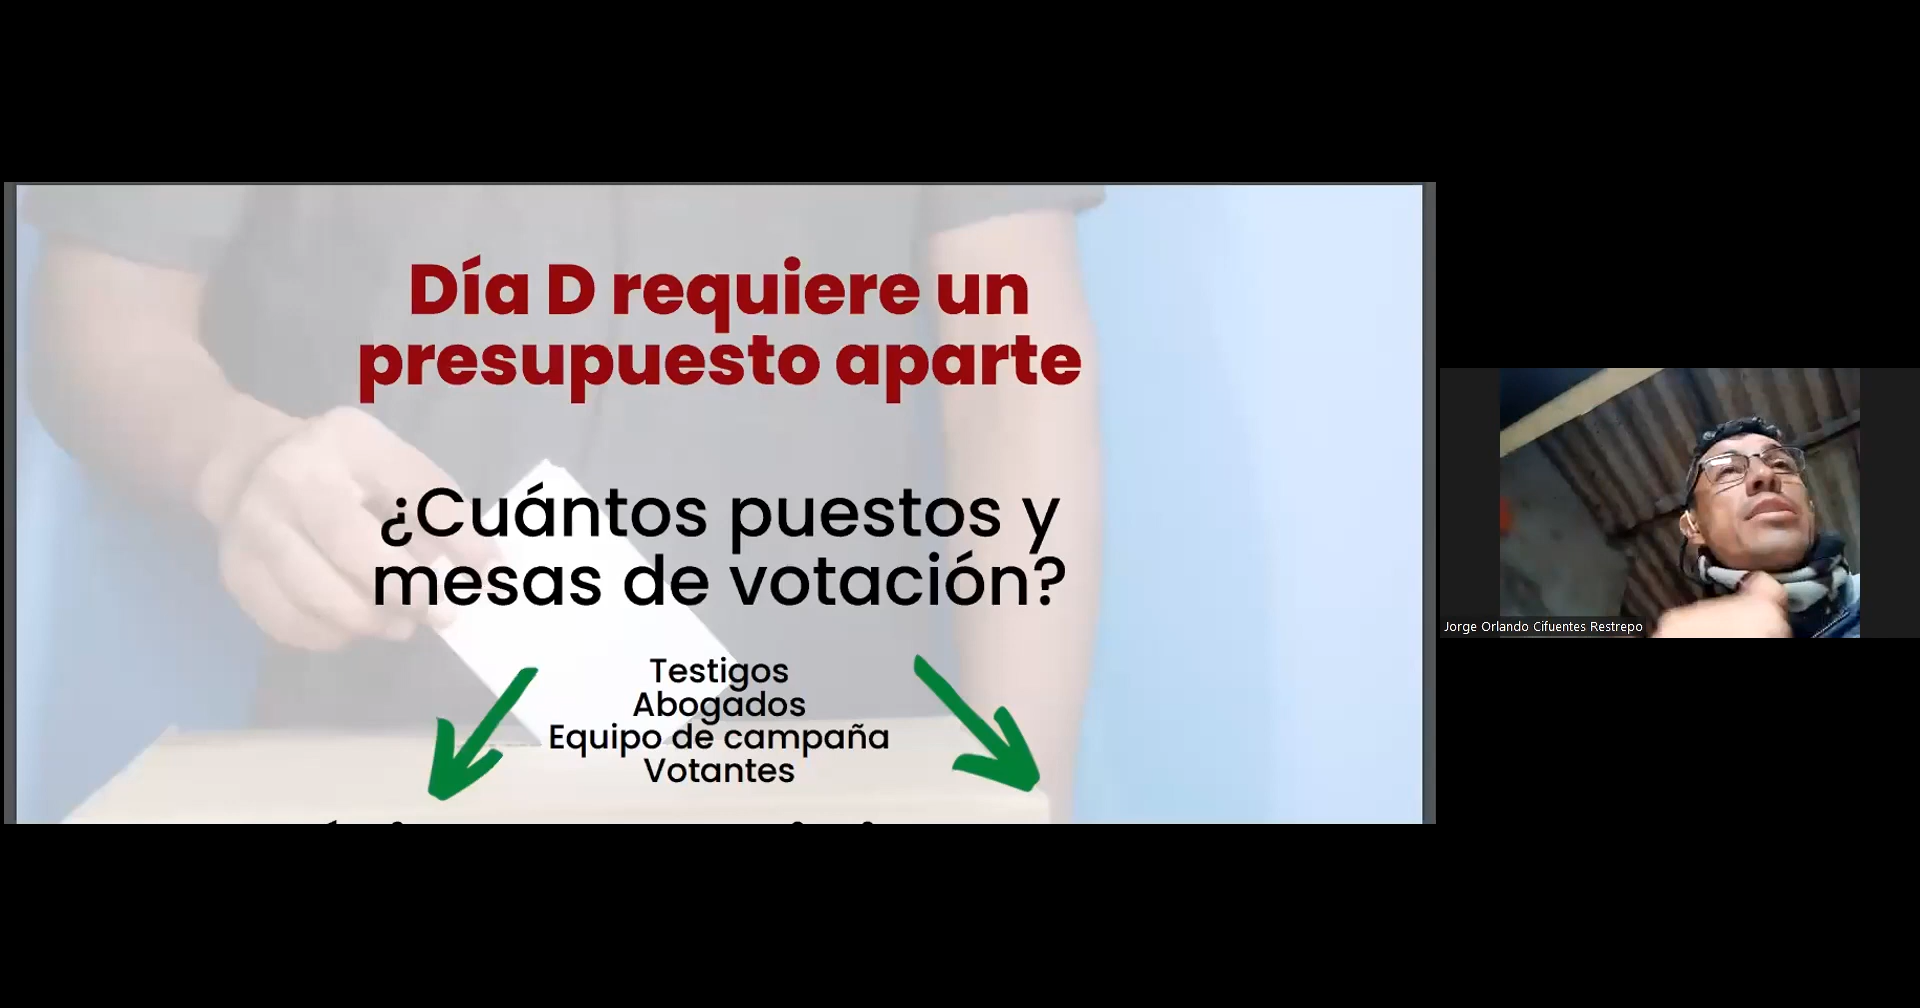 Día D requiere un
presupuesto aparte
¿Cuántos puestos y
mesas de votación?
Testigos
Abogados
Equipo de campaña
Votantes
Jorge Orlando Cifuentes Restrepo